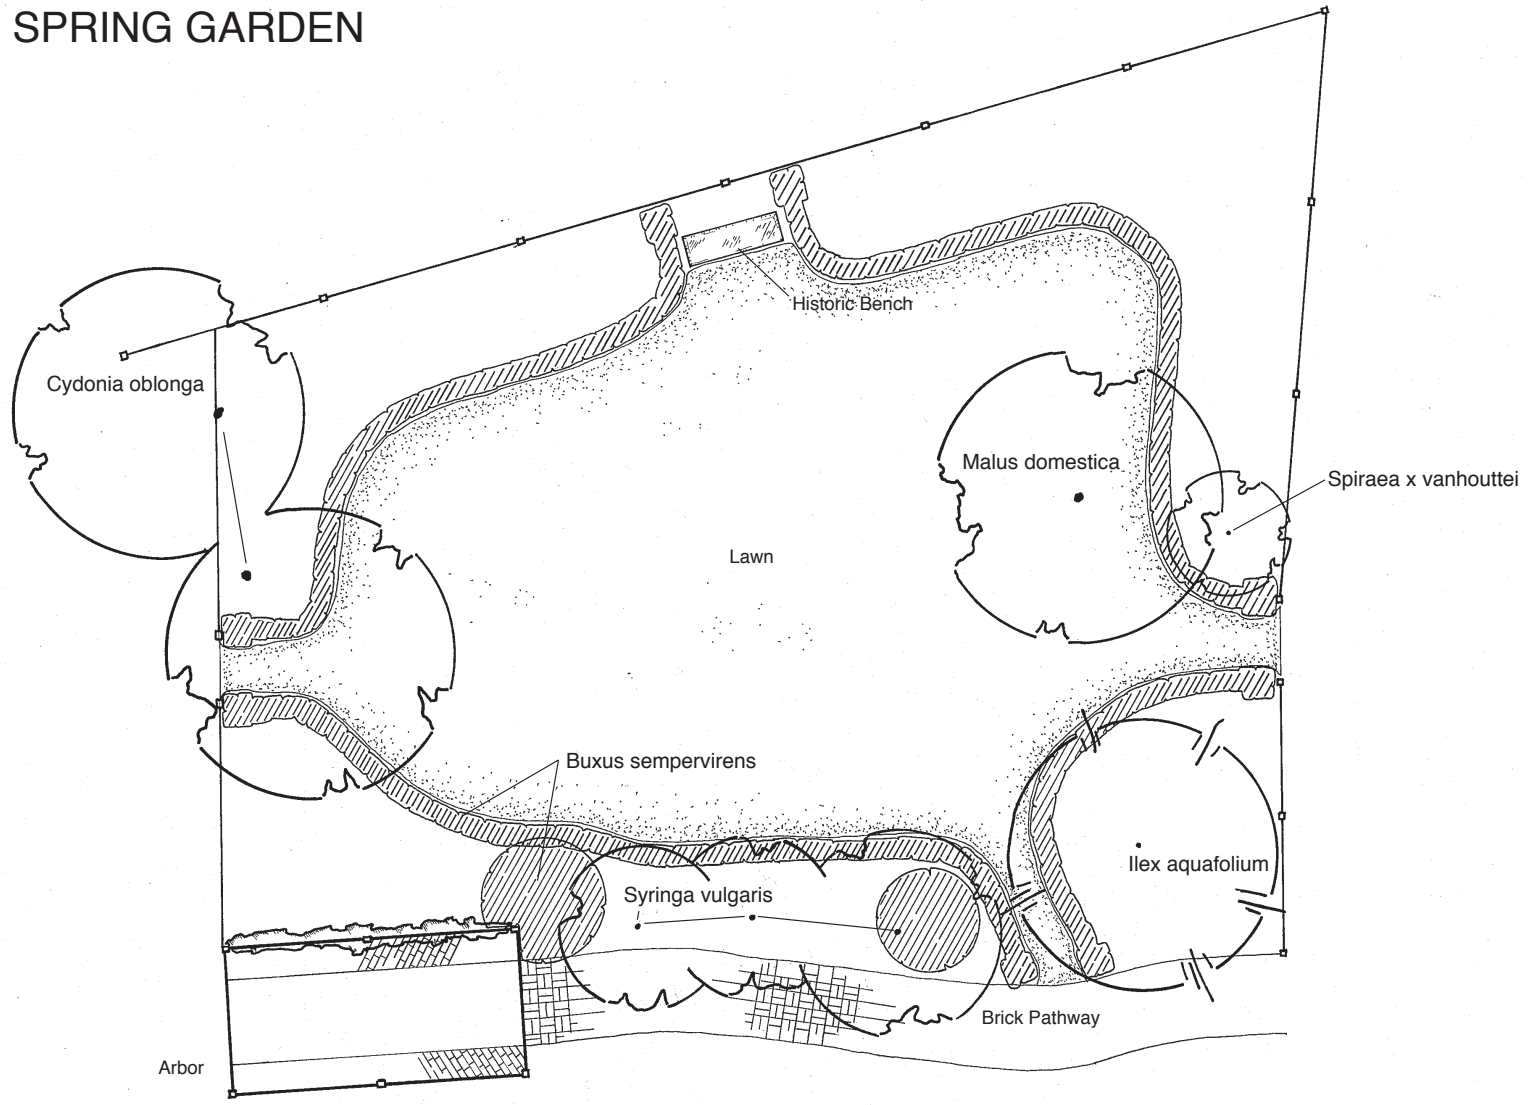 SPRING GARDEN
Historic Bench
Cydonia oblonga
Malus domestica
Spiraea x vanhouttei
Lawn
Buxus sempervirens
Ilex aquafolium
Syringa vulgaris
Brick Pathway
Arbor